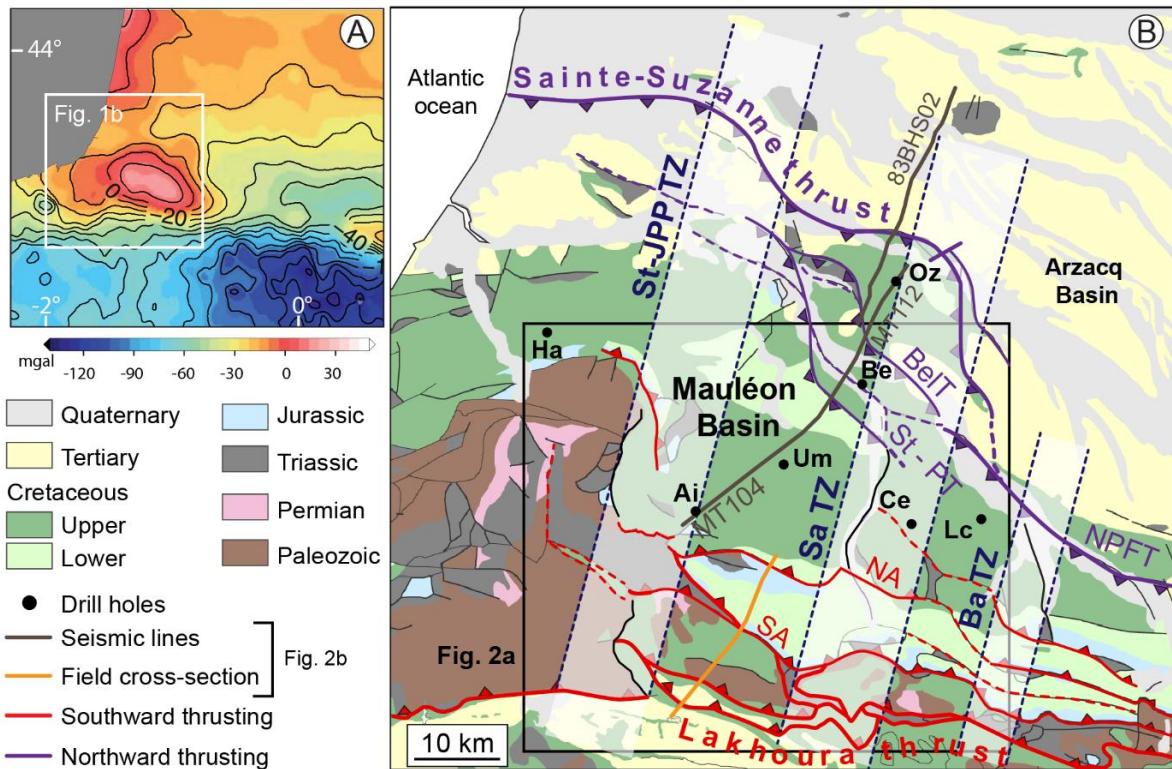 A
44°
Fig. 1b
0
-20
-40
-2°
0°
mgal
-120
-90
-60
-30
0
30
Quaternary
Tertiary
Cretaceous
Upper
Lower
Jurassic
Triassic
Permian
Paleozoic
Drill holes
Seismic lines
Field cross-section
Fig. 2b
Southward thrusting
Northward thrusting
B
Atlantic
ocean
Sainte-Suzanne thrust
83BHS02
St-JPP TZ
Oz
Arzacq
Basin
MT112
Ha
Be
BelT
Mauléon
Basin
St - PT
Um
Ai
MT104
Sa TZ
Ce
Lc
NPFT
NA
Ba TZ
SA
Fig. 2a
10 km
Lakhoura thrust